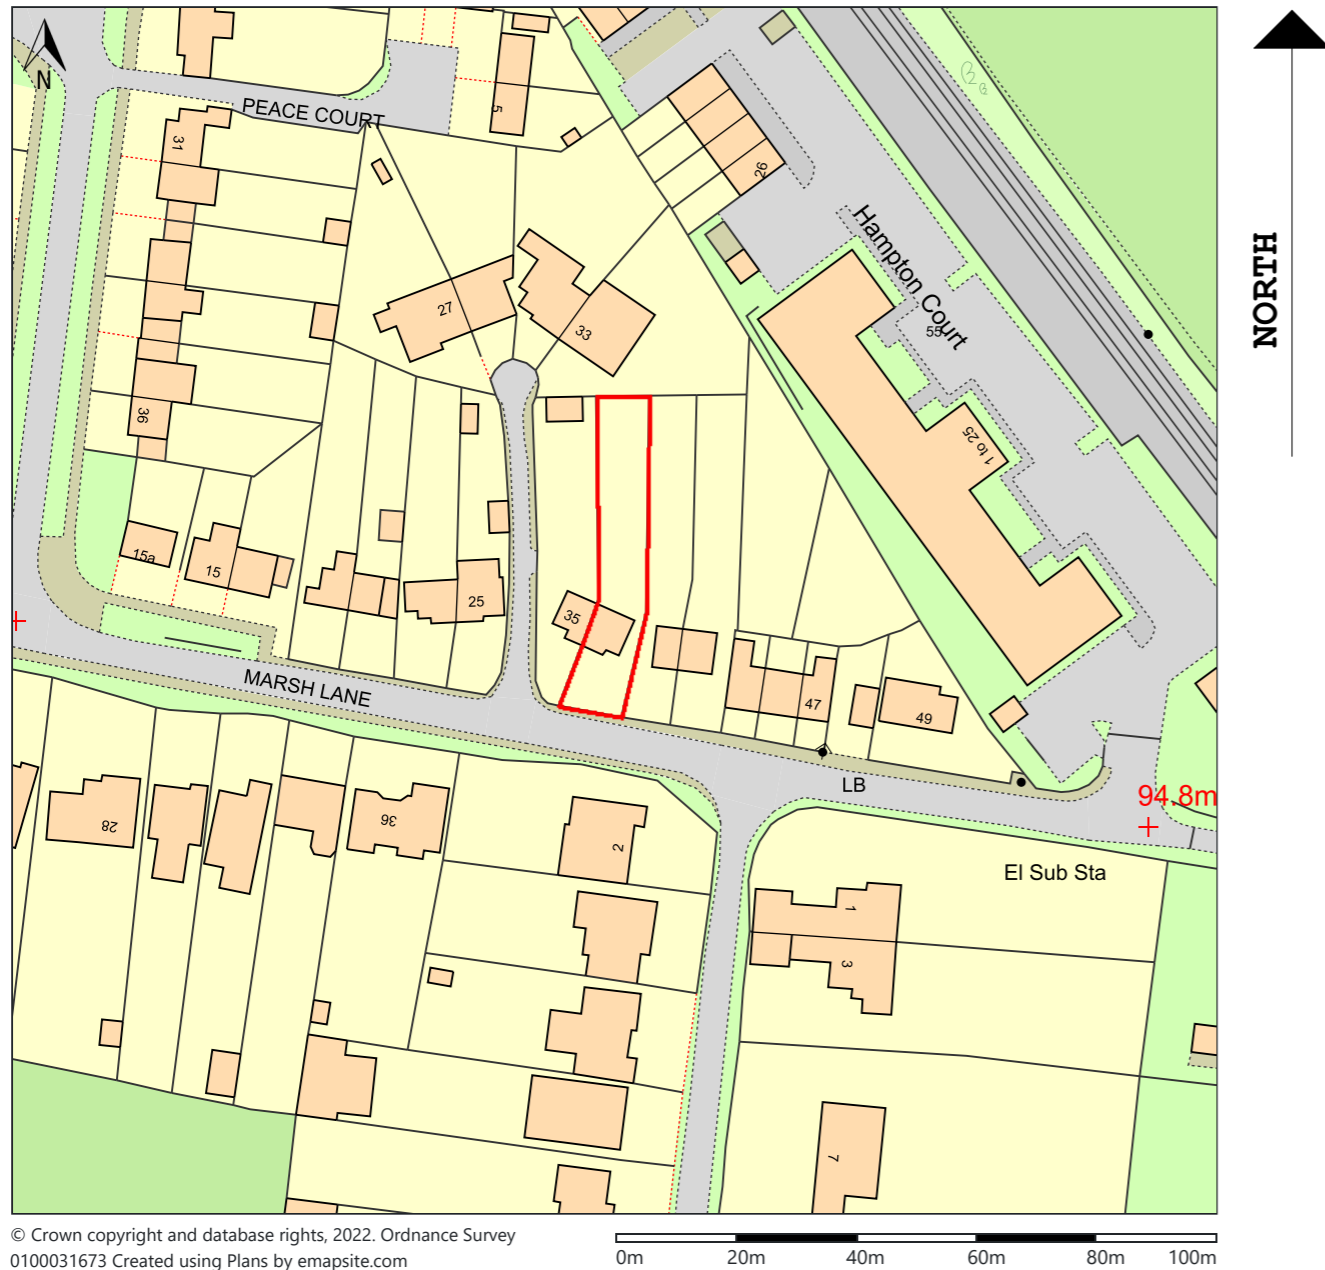 N
PEACE COURT
5
31
26
NORTH
Hampton Court
55
27
33
36
1 to 25
15a
15
25
35
47
49
MARSH LANE
LB
94.8m
28
36
2
El Sub Sta
1
3
7
© Crown copyright and database rights, 2022. Ordnance Survey
0100031673 Created using Plans by emapsite.com
0m 20m 40m 60m 80m 100m